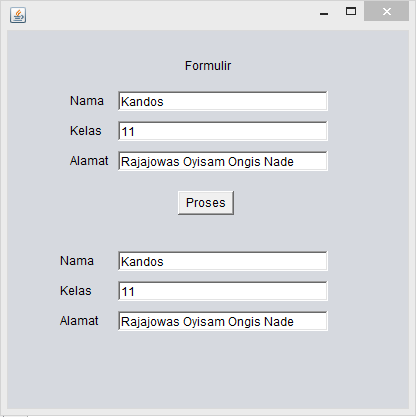 Formulir
Nama Kandos
Kelas 11
Alamat Rajajowas Oyisam Ongis Nade
Proses
Nama Kandos
Kelas 11
Alamat Rajajowas Oyisam Ongis Nade